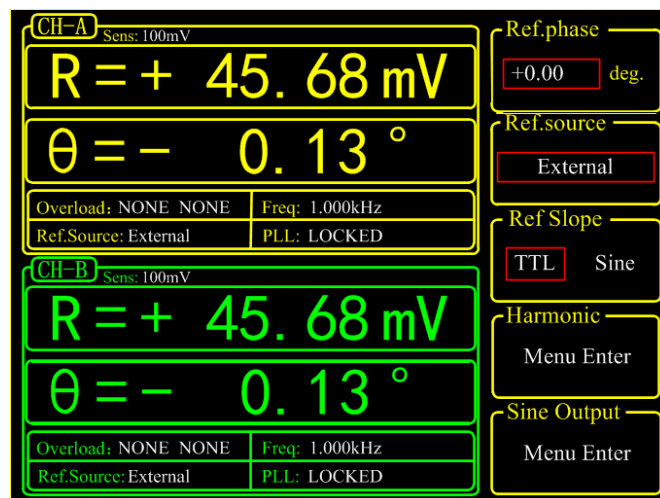 CH-A Sens: 100mV
R = + 45.68 mV
θ = - 0.13 °
Overload: NONE NONE Freq: 1.000kHz
Ref.Source: External PLL: LOCKED
CH-B Sens: 100mV
R = + 45.68 mV
θ = - 0.13 °
Overload: NONE NONE Freq: 1.000kHz
Ref.Source: External PLL: LOCKED
Ref.phase
+0.00 deg.
Ref.source
External
Ref Slope
TTL Sine
Harmonic
Menu Enter
Sine Output
Menu Enter